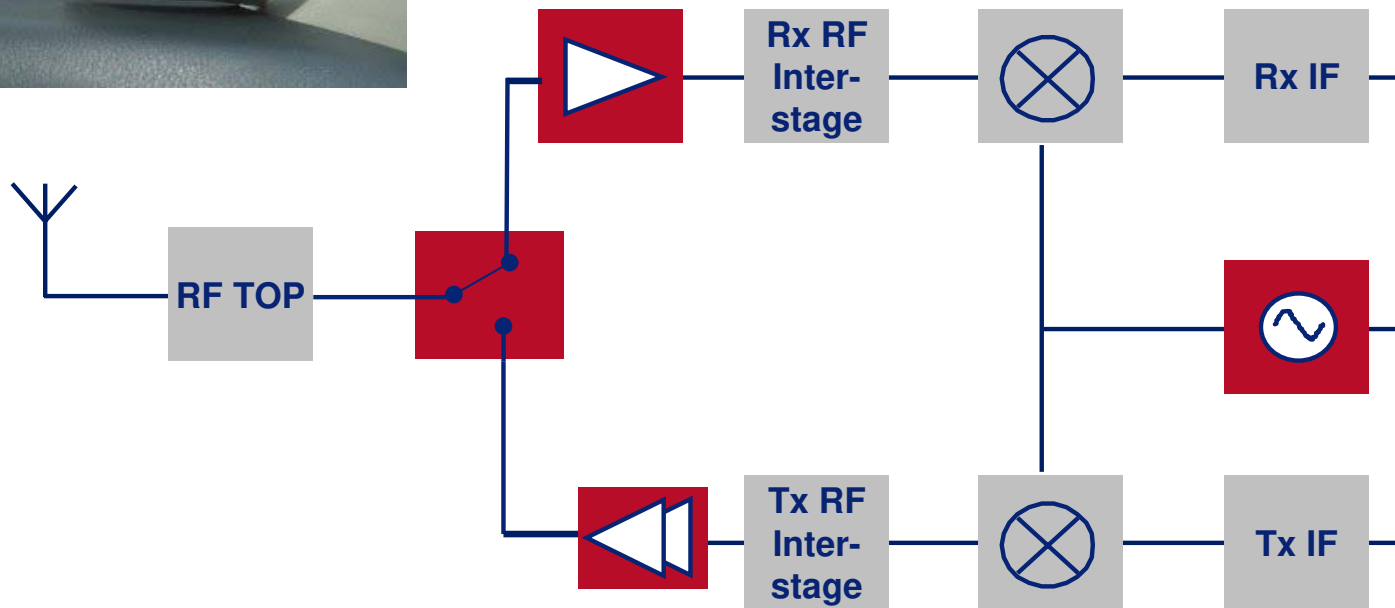 Rx RF
Inter-
stage
Rx IF
RF TOP
Tx RF
Inter-
stage
Tx IF